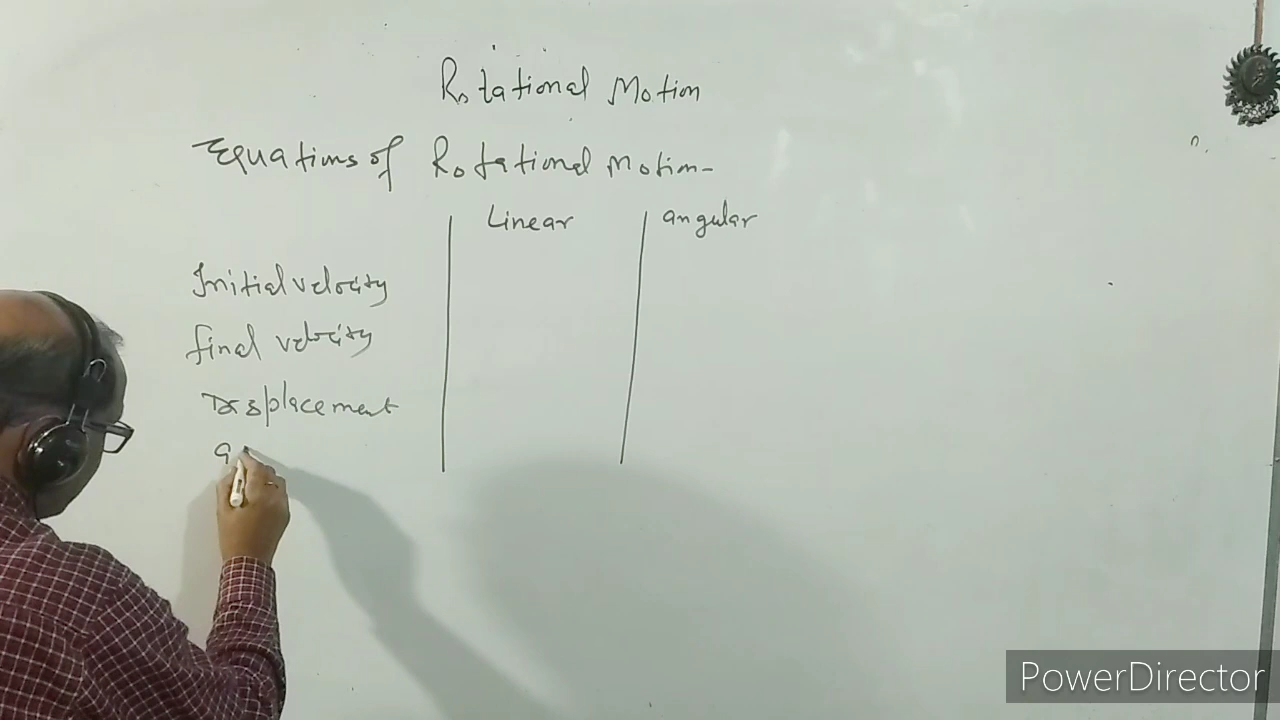 Rotational Motion
Equations of Rotational Motion-
Linear angular
Initial velocity
final velocity
Displacement
a
PowerDirector